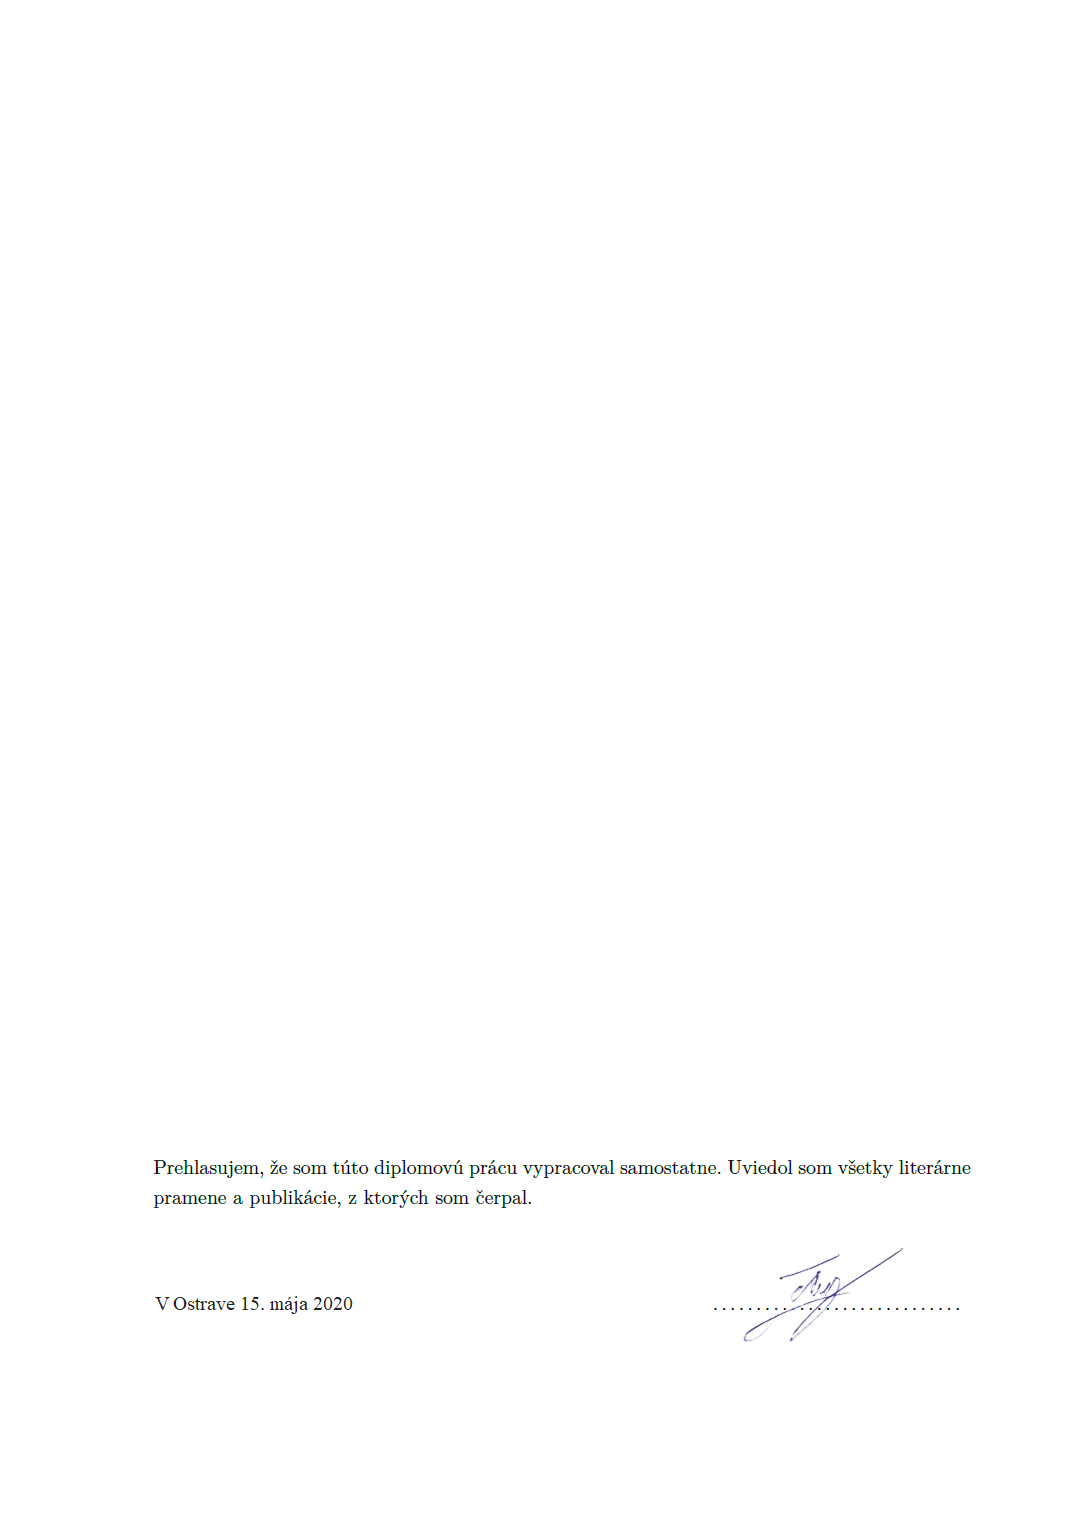 Prehlasujem, že som túto diplomovú prácu vypracoval samostatne. Uviedol som všetky literárne
pramene a publikácie, z ktorých som čerpal.
V Ostrave 15. mája 2020
............................